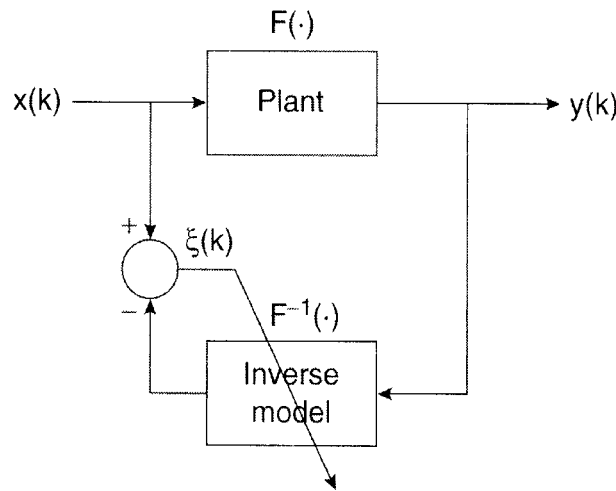 F(·)
x(k)
Plant
y(k)
+
ξ(k)
−
F⁻¹(·)
Inverse
model